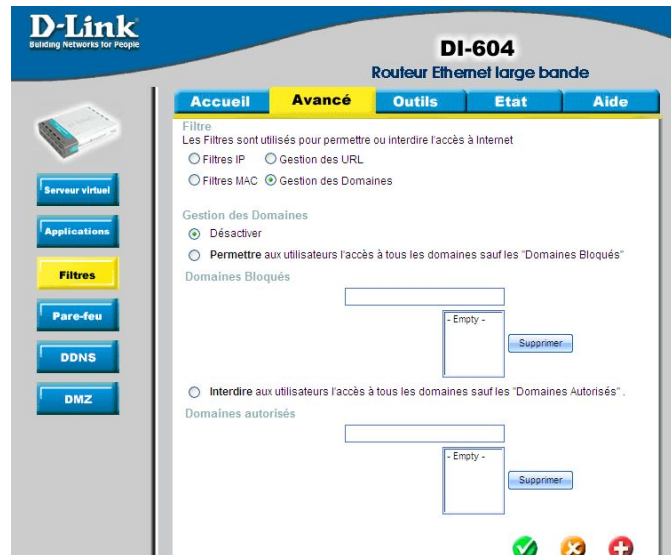 D-Link
Building Networks for People
DI-604
Routeur Ethernet large bande
Accueil
Avancé
Outils
Etat
Aide
Serveur virtuel
Applications
Filtres
Pare-feu
DDNS
DMZ
Filtre
Les Filtres sont utilisés pour permettre ou interdire l'accès à Internet
Filtres IP Gestion des URL
Filtres MAC Gestion des Domaines
Gestion des Domaines
Désactiver
Permettre aux utilisateurs l'accès à tous les domaines sauf les "Domaines Bloqués"
Domaines Bloqués
- Empty -
Supprimer
Interdire aux utilisateurs l'accès à tous les domaines sauf les "Domaines Autorisés" .
Domaines autorisés
- Empty -
Supprimer